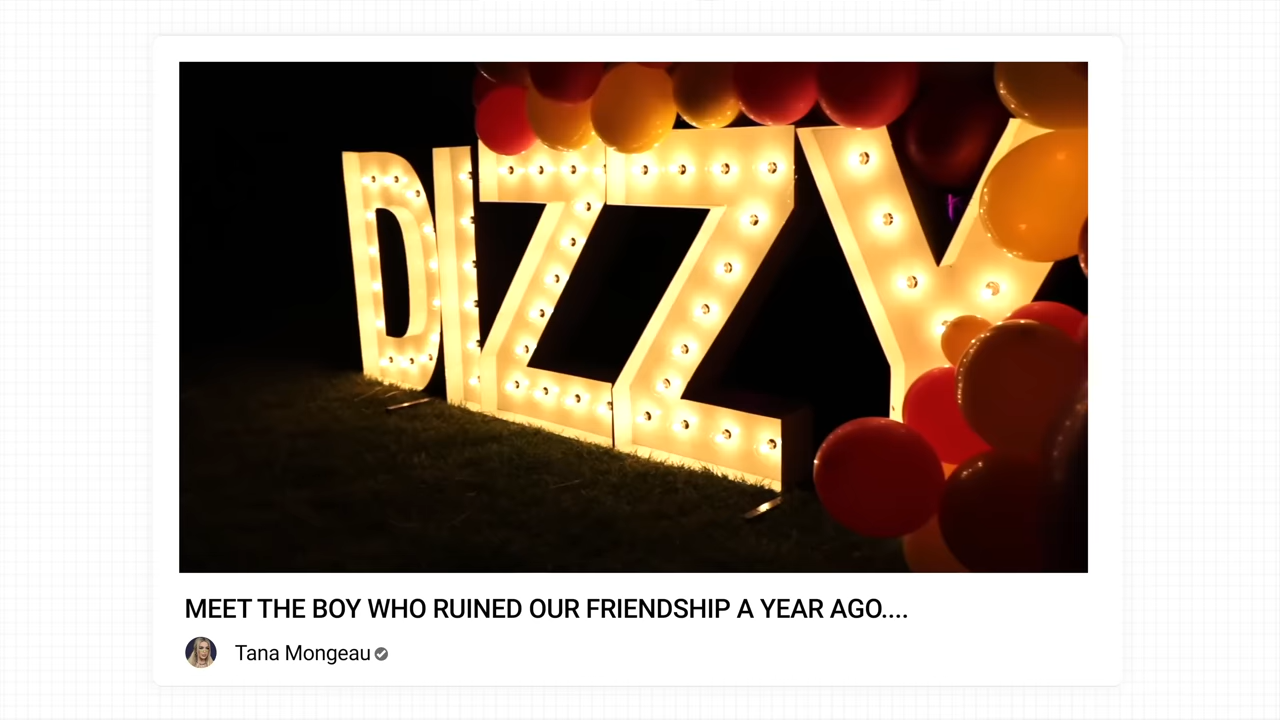 DIZZY
MEET THE BOY WHO RUINED OUR FRIENDSHIP A YEAR AGO....
Tana Mongeau